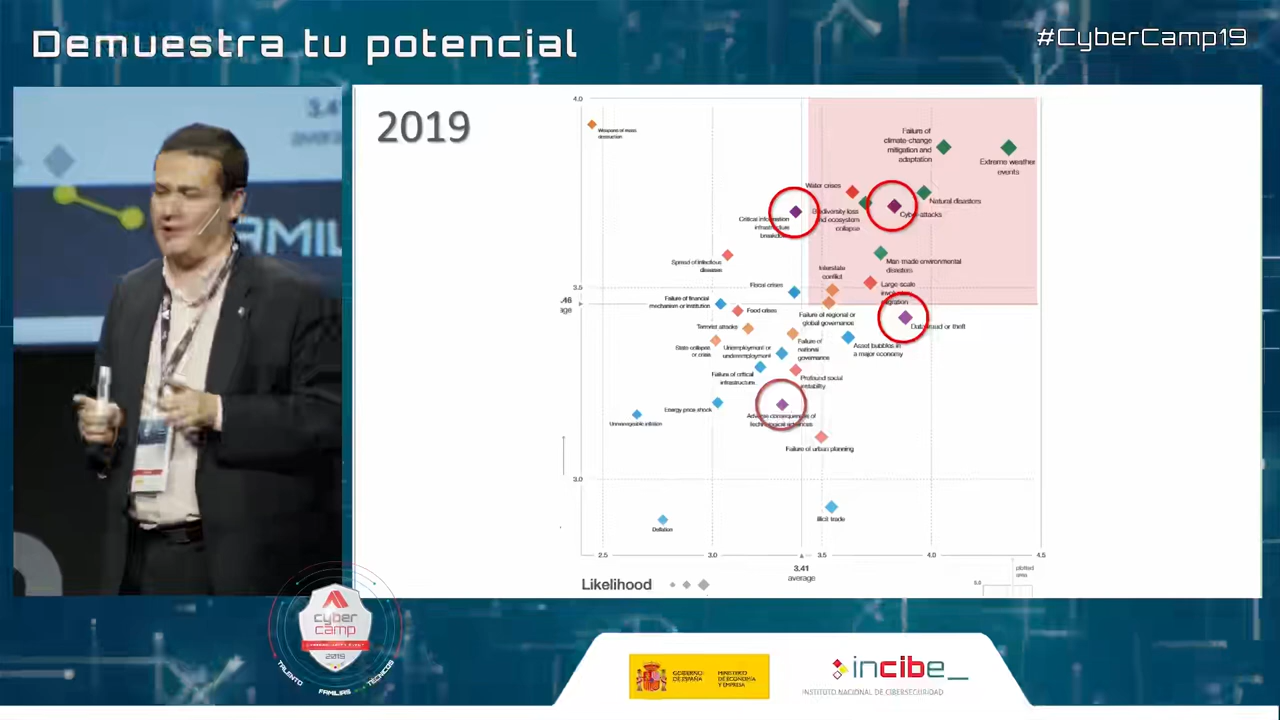 Demuestra tu potencial
#CyberCamp19
2019
4.0
Weapons of mass
destruction
Failure of
climate-change
mitigation and
adaptation
Extreme weather
events
Water crises
Natural disasters
Cyber-attacks
Biodiversity loss
and ecosystem
collapse
Critical information
infrastructure
breakdown
Spread of infectious
diseases
Man-made environmental
disasters
Interstate
conflict
Large-scale
involuntary
migration
3.5
Fiscal crises
.46
age
Failure of financial
mechanism or institution
Food crises
Failure of regional or
global governance
Data fraud or theft
Terrorist attacks
State collapse
or crisis
Unemployment or
underemployment
Failure of
national
governance
Asset bubbles in
a major economy
Failure of critical
infrastructure
Profound social
instability
Energy price shock
Unmanageable inflation
Adverse consequences of
technological advances
Failure of urban planning
3.0
Illicit trade
Deflation
2.5
3.0
3.5
4.0
4.5
3.41
average
plotted
area
5.0
Likelihood
cyber
camp
2019
TALENTO
FAMILIAS
TÉCNICOS
GOBIERNO
DE ESPAÑA
MINISTERIO
DE ECONOMÍA
Y EMPRESA
incibe_
INSTITUTO NACIONAL DE CIBERSEGURIDAD